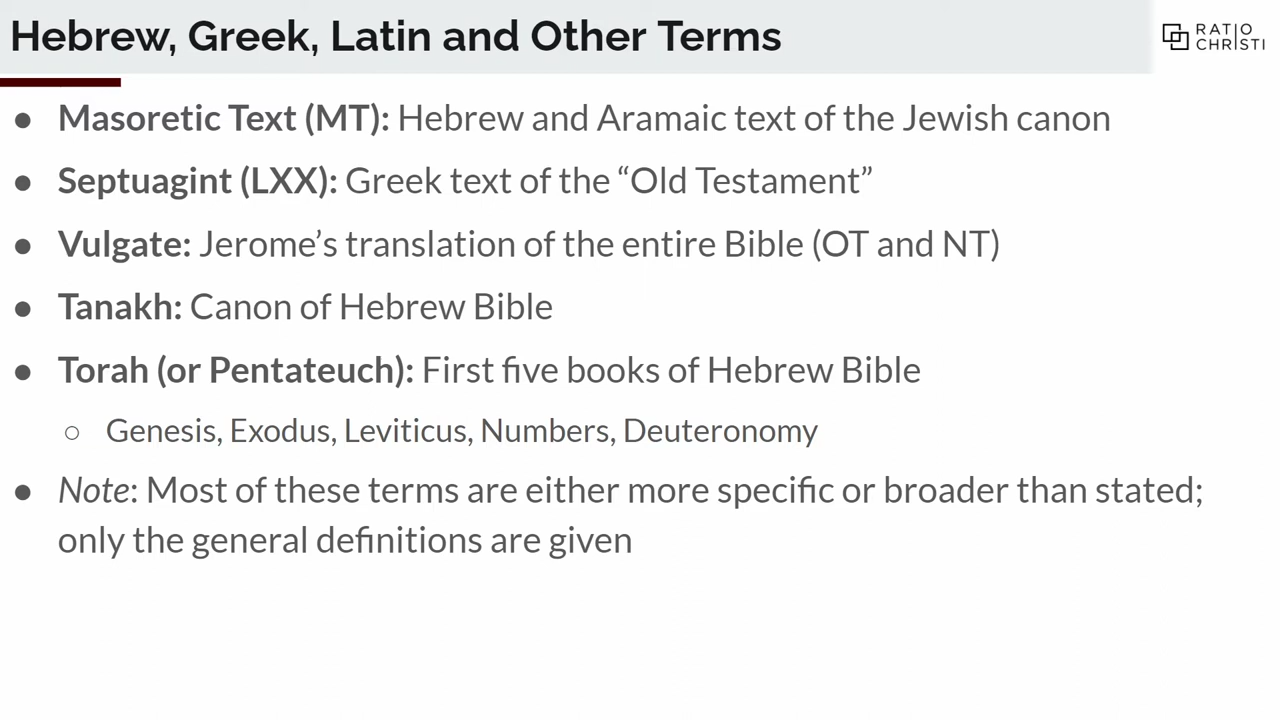 Hebrew, Greek, Latin and Other Terms
RATIO
CHRISTI
● Masoretic Text (MT): Hebrew and Aramaic text of the Jewish canon
● Septuagint (LXX): Greek text of the “Old Testament”
● Vulgate: Jerome’s translation of the entire Bible (OT and NT)
● Tanakh: Canon of Hebrew Bible
● Torah (or Pentateuch): First five books of Hebrew Bible
○ Genesis, Exodus, Leviticus, Numbers, Deuteronomy
● Note: Most of these terms are either more specific or broader than stated;
only the general definitions are given